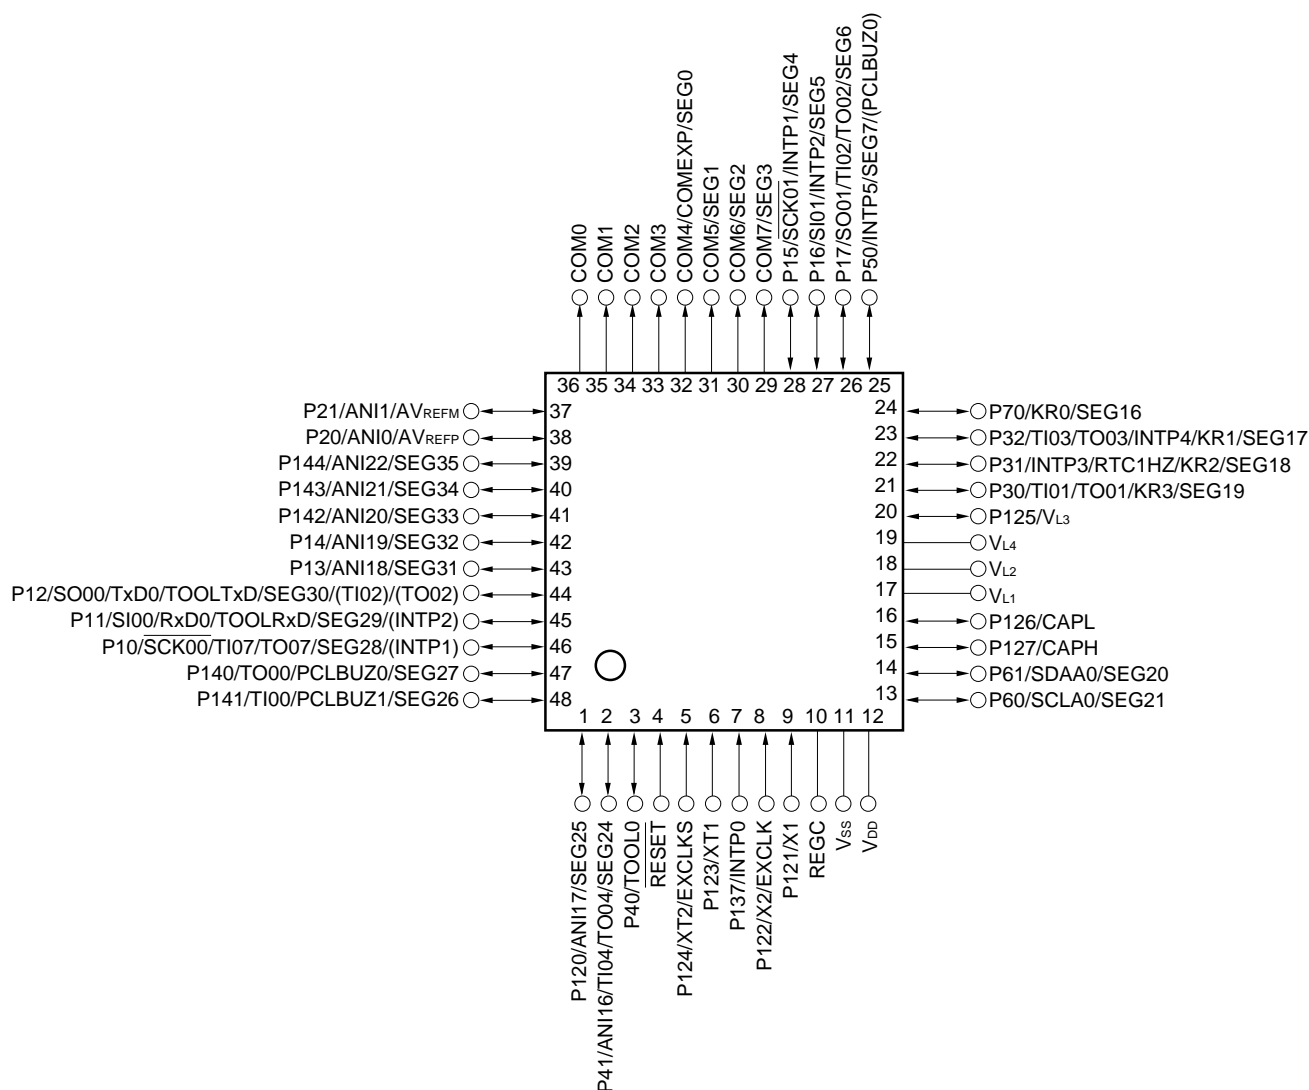 COM0
COM1
COM2
COM3
COM4/COMEXP/SEG0
COM5/SEG1
COM6/SEG2
COM7/SEG3
P15/SCK01/INTP1/SEG4
P16/SI01/INTP2/SEG5
P17/SO01/TI02/TO02/SEG6
P50/INTP5/SEG7/(PCLBUZ0)
36 35 34 33 32 31 30 29 28 27 26 25
P21/ANI1/AVREFM 37
P20/ANI0/AVREFP 38
P144/ANI22/SEG35 39
P143/ANI21/SEG34 40
P142/ANI20/SEG33 41
P14/ANI19/SEG32 42
P13/ANI18/SEG31 43
P12/SO00/TxD0/TOOLTxD/SEG30/(TI02)/(TO02) 44
P11/SI00/RxD0/TOOLRxD/SEG29/(INTP2) 45
P10/SCK00/TI07/TO07/SEG28/(INTP1) 46
P140/TO00/PCLBUZ0/SEG27 47
P141/TI00/PCLBUZ1/SEG26 48
24 P70/KR0/SEG16
23 P32/TI03/TO03/INTP4/KR1/SEG17
22 P31/INTP3/RTC1HZ/KR2/SEG18
21 P30/TI01/TO01/KR3/SEG19
20 P125/VL3
19 VL4
18 VL2
17 VL1
16 P126/CAPL
15 P127/CAPH
14 P61/SDAA0/SEG20
13 P60/SCLA0/SEG21
1 2 3 4 5 6 7 8 9 10 11 12
P120/ANI17/SEG25
P41/ANI16/TI04/TO04/SEG24
P40/TOOL0
RESET
P124/XT2/EXCLKS
P123/XT1
P137/INTP0
P122/X2/EXCLK
P121/X1
REGC
VSS
VDD